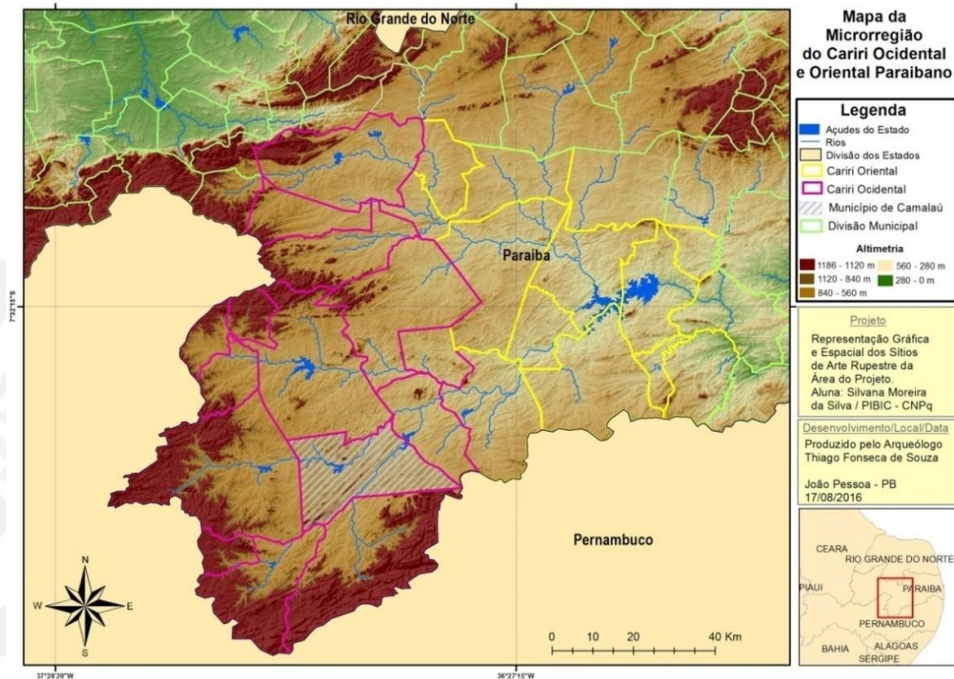 Rio Grande do Norte
Paraíba
Pernambuco
N
W
E
S
0 10 20 40 Km
7°32'15"S
37°28'20"W
36°27'15"W
Mapa da
Microrregião
do Cariri Ocidental
e Oriental Paraibano
Legenda
Açudes do Estado
Rios
Divisão dos Estados
Cariri Oriental
Cariri Ocidental
Município de Camalaú
Divisão Municipal
Altimetria
1186 - 1120 m 560 - 280 m
1120 - 840 m 280 - 0 m
840 - 560 m
Projeto
Representação Gráfica
e Espacial dos Sítios
de Arte Rupestre da
Área do Projeto.
Aluna: Silvana Moreira
da Silva / PIBIC - CNPq
Desenvolvimento/Local/Data
Produzido pelo Arqueólogo
Thiago Fonseca de Souza
João Pessoa - PB
17/08/2016
CEARA
RIO GRANDE DO NORTE
PIAUI
PARAIBA
PERNAMBUCO
BAHIA
ALAGOAS
SERGIPE